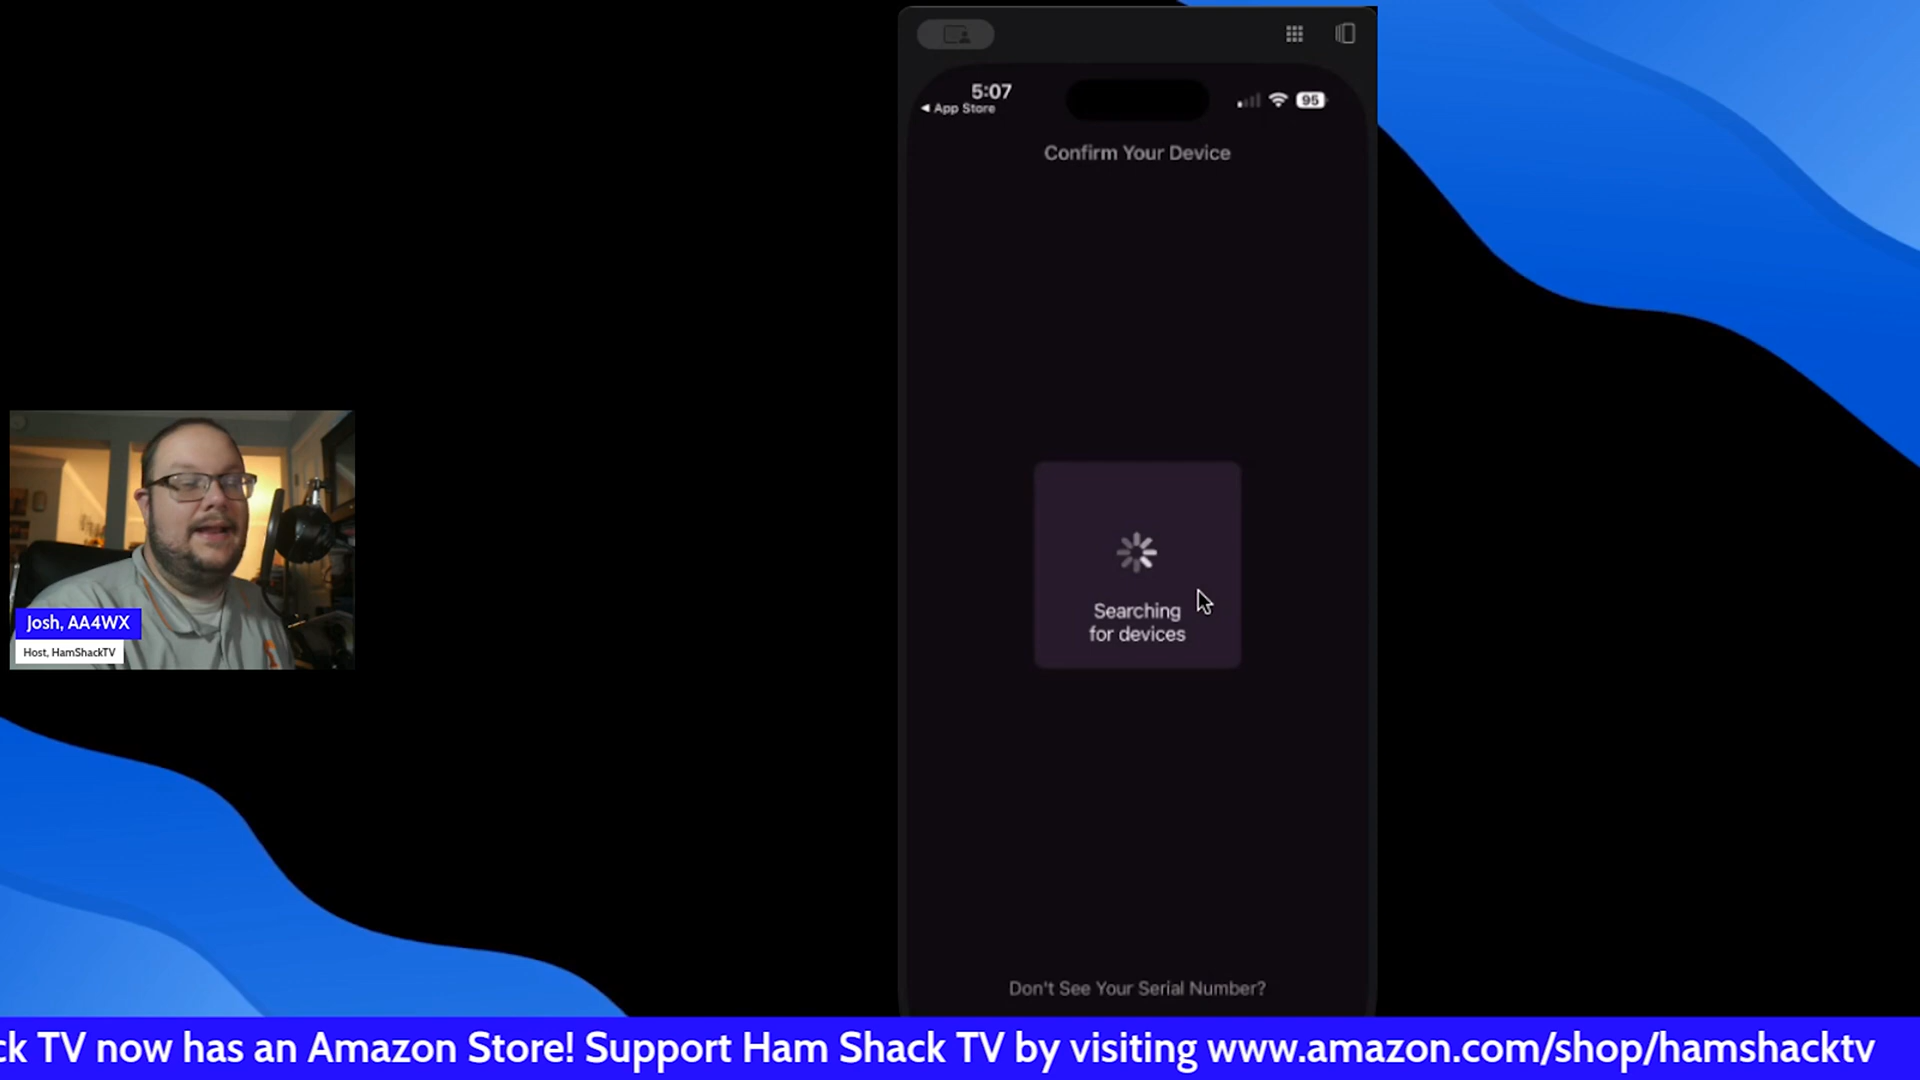 5:07
◀ App Store
95
Confirm Your Device
Searching
for devices
Josh, AA4WX
Host, HamShackTV
Don't See Your Serial Number?
ck TV now has an Amazon Store! Support Ham Shack TV by visiting www.amazon.com/shop/hamshacktv